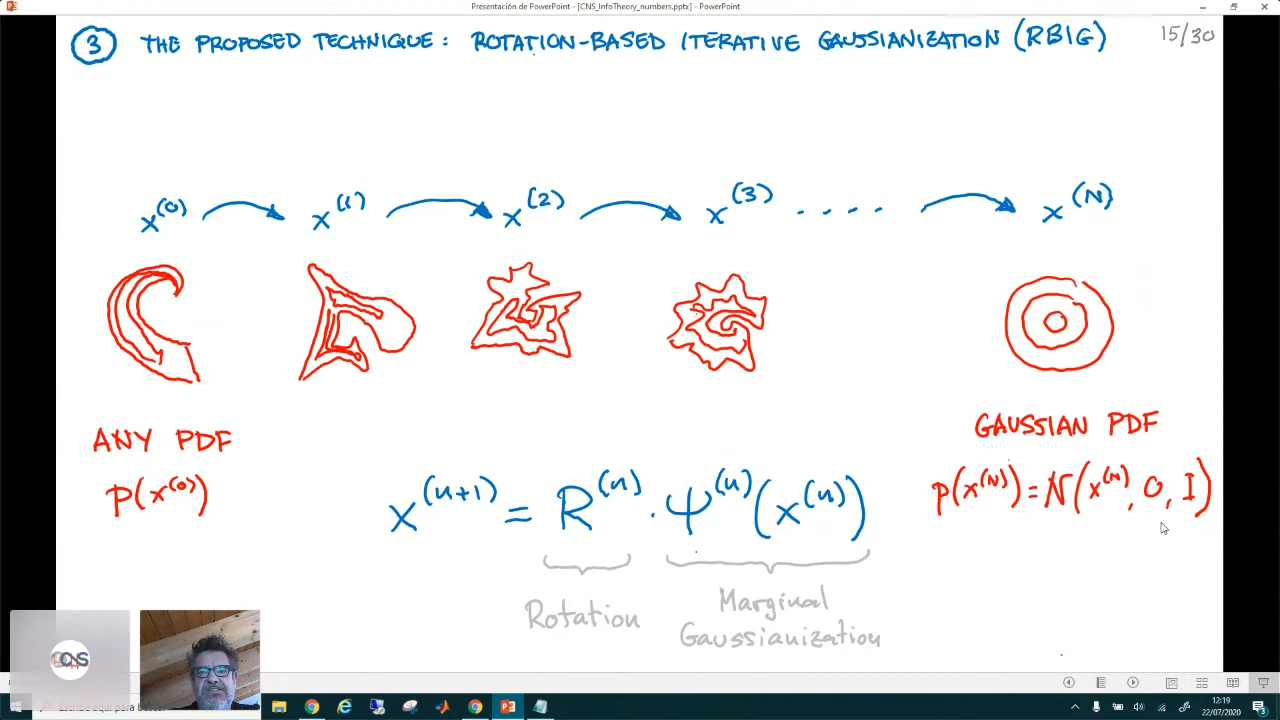 Presentación de PowerPoint - [CNS_InfoTheory_numbers.pptx] - PowerPoint
3 THE PROPOSED TECHNIQUE: ROTATION-BASED ITERATIVE GAUSSIANIZATION (RBIG)
15/30
x^(0) x^(1) x^(2) x^(3) .... x^(N)
ANY PDF
P(x^(0))
GAUSSIAN PDF
p(x^(N)) = N(x^(N), 0, I)
x^(n+1) = R^(n) · Ψ^(n)(x^(n))
Rotation
Marginal
Gaussianization
CNS
12:19
22/07/2020
3